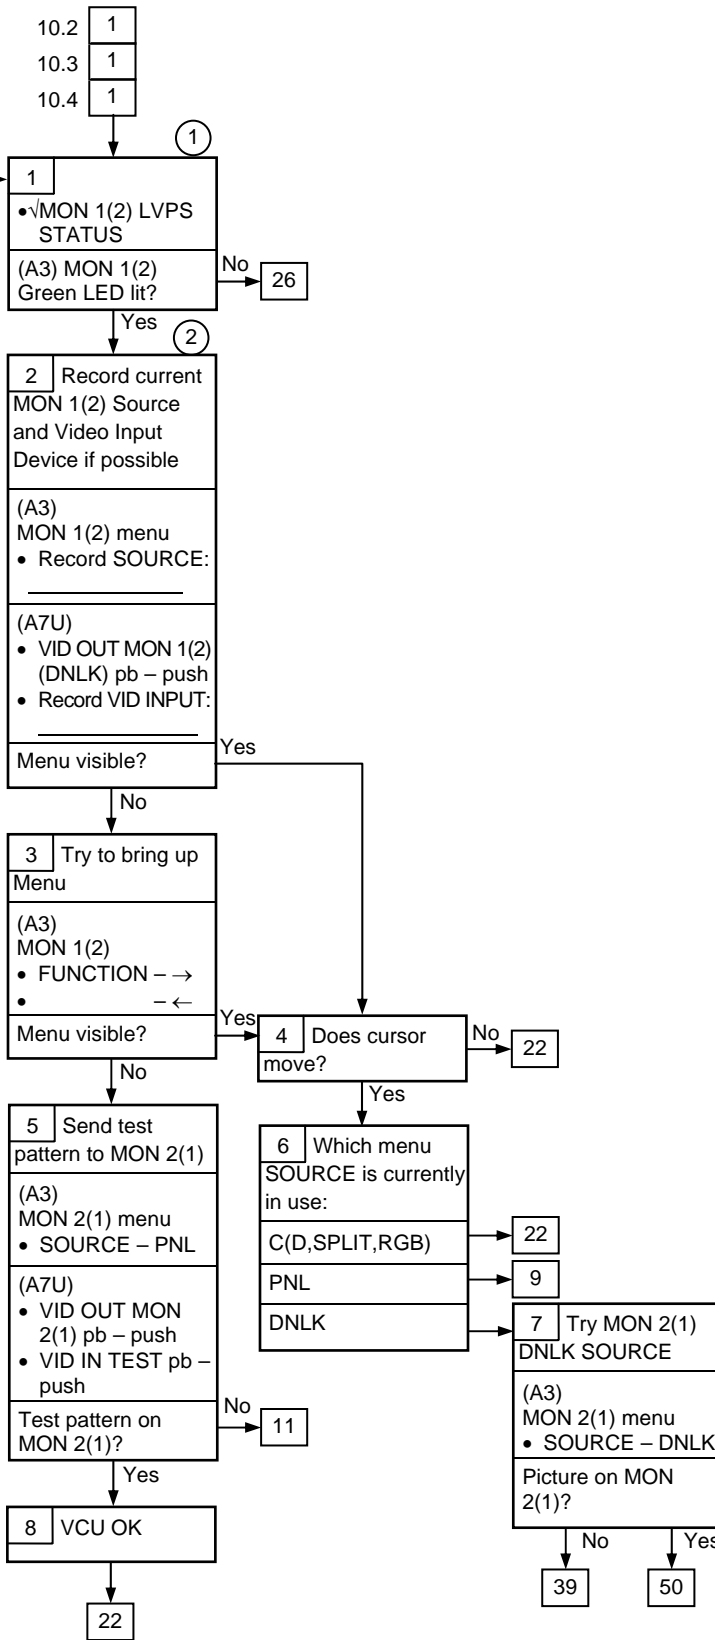 10.2 1
10.3 1
10.4 1
1
1
•√MON 1(2) LVPS
STATUS
(A3) MON 1(2)
Green LED lit?
No
26
Yes
2
2 Record current
MON 1(2) Source
and Video Input
Device if possible
(A3)
MON 1(2) menu
• Record SOURCE:
(A7U)
• VID OUT MON 1(2)
(DNLK) pb – push
• Record VID INPUT:
Menu visible?
Yes
No
3 Try to bring up
Menu
(A3)
MON 1(2)
• FUNCTION – →
• – ←
Menu visible?
Yes
No
4 Does cursor
move?
No
22
Yes
5 Send test
pattern to MON 2(1)
(A3)
MON 2(1) menu
• SOURCE – PNL
(A7U)
• VID OUT MON
2(1) pb – push
• VID IN TEST pb –
push
Test pattern on
MON 2(1)?
No
11
Yes
6 Which menu
SOURCE is currently
in use:
C(D,SPLIT,RGB)
22
PNL
9
DNLK
7 Try MON 2(1)
DNLK SOURCE
(A3)
MON 2(1) menu
• SOURCE – DNLK
Picture on MON
2(1)?
No
Yes
39
50
8 VCU OK
22